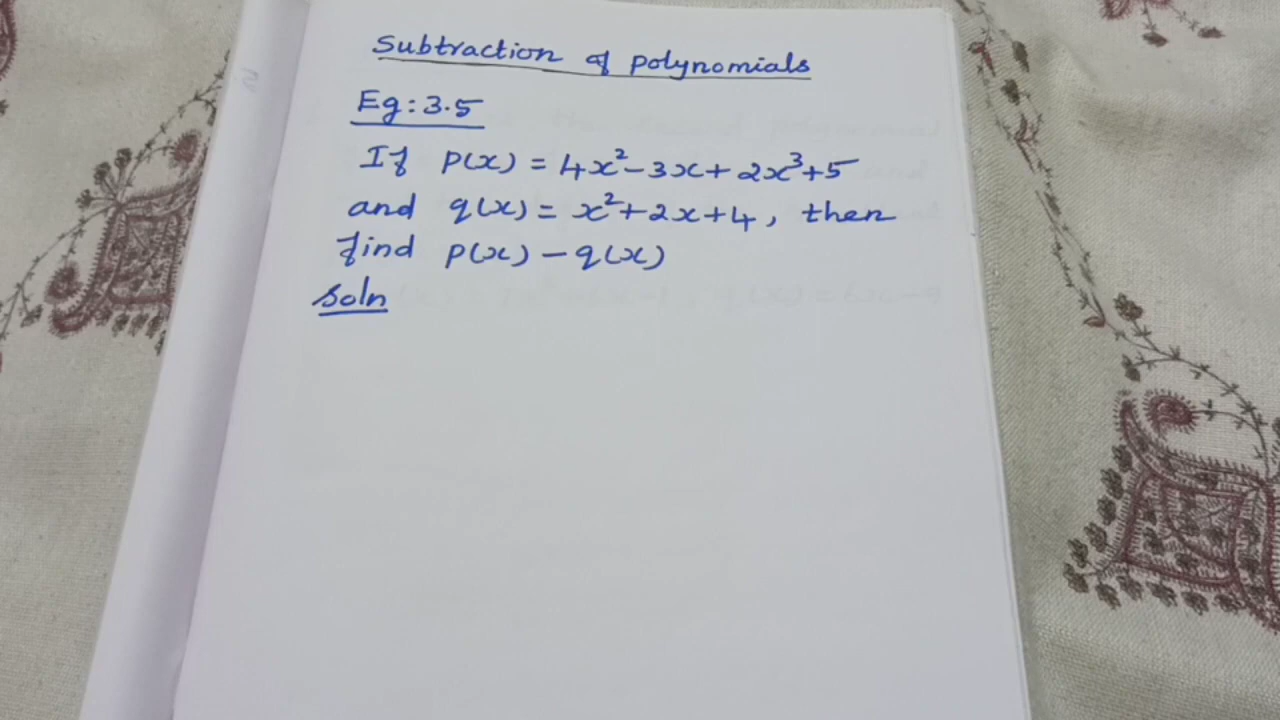 Subtraction of polynomials
Eg: 3.5
If p(x) = 4x² - 3x + 2x³ + 5
and q(x) = x² + 2x + 4, then
find p(x) - q(x)
Soln